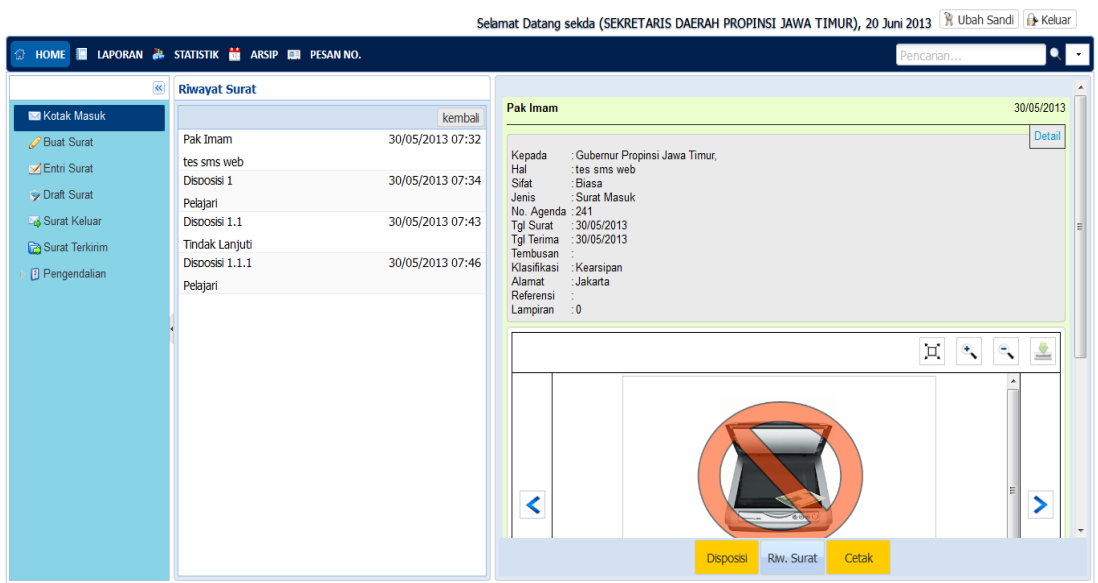 Selamat Datang sekda (SEKRETARIS DAERAH PROPINSI JAWA TIMUR), 20 Juni 2013 Ubah Sandi Keluar
HOME LAPORAN STATISTIK ARSIP PESAN NO. Pencarian...
Kotak Masuk
Buat Surat
Entri Surat
Draft Surat
Surat Keluar
Surat Terkirim
Pengendalian
Riwayat Surat
kembali
Pak Imam 30/05/2013 07:32
tes sms web
Disposisi 1 30/05/2013 07:34
Pelajari
Disposisi 1.1 30/05/2013 07:43
Tindak Lanjuti
Disposisi 1.1.1 30/05/2013 07:46
Pelajari
Pak Imam 30/05/2013
Detail
Kepada : Gubernur Propinsi Jawa Timur,
Hal : tes sms web
Sifat : Biasa
Jenis : Surat Masuk
No. Agenda : 241
Tgl Surat : 30/05/2013
Tgl Terima : 30/05/2013
Tembusan :
Klasifikasi : Kearsipan
Alamat : Jakarta
Referensi :
Lampiran : 0
Disposisi Riw. Surat Cetak